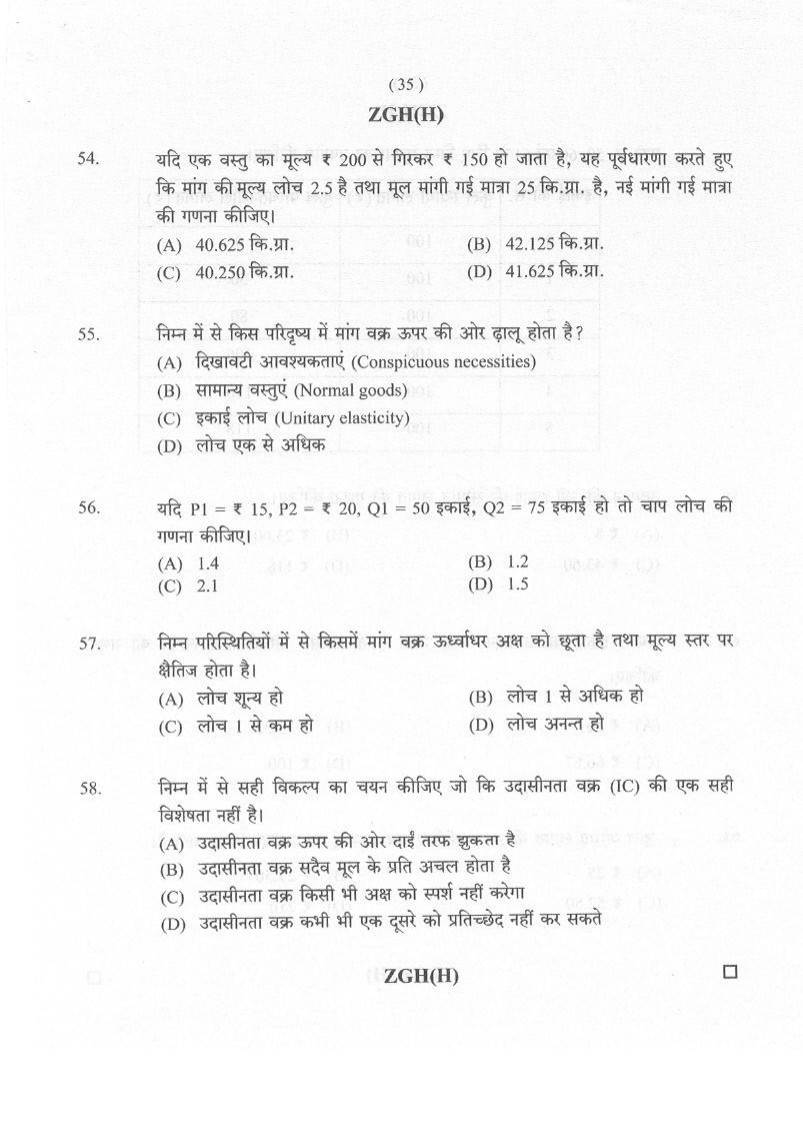 (35)
ZGH(H)
54. यदि एक वस्तु का मूल्य ₹ 200 से गिरकर ₹ 150 हो जाता है, यह पूर्वधारणा करते हुए
कि मांग की मूल्य लोच 2.5 है तथा मूल मांगी गई मात्रा 25 कि.ग्रा. है, नई मांगी गई मात्रा
की गणना कीजिए।
(A) 40.625 कि.ग्रा. (B) 42.125 कि.ग्रा.
(C) 40.250 कि.ग्रा. (D) 41.625 कि.ग्रा.
55. निम्न में से किस परिदृष्य में मांग वक्र ऊपर की ओर ढ़ालू होता है?
(A) दिखावटी आवश्यकताएं (Conspicuous necessities)
(B) सामान्य वस्तुएं (Normal goods)
(C) इकाई लोच (Unitary elasticity)
(D) लोच एक से अधिक
56. यदि P1 = ₹ 15, P2 = ₹ 20, Q1 = 50 इकाई, Q2 = 75 इकाई हो तो चाप लोच की
गणना कीजिए।
(A) 1.4 (B) 1.2
(C) 2.1 (D) 1.5
57. निम्न परिस्थितियों में से किसमें मांग वक्र ऊर्ध्वाधर अक्ष को छूता है तथा मूल्य स्तर पर
क्षैतिज होता है।
(A) लोच शून्य हो (B) लोच 1 से अधिक हो
(C) लोच 1 से कम हो (D) लोच अनन्त हो
58. निम्न में से सही विकल्प का चयन कीजिए जो कि उदासीनता वक्र (IC) की एक सही
विशेषता नहीं है।
(A) उदासीनता वक्र ऊपर की ओर दाईं तरफ झुकता है
(B) उदासीनता वक्र सदैव मूल के प्रति अचल होता है
(C) उदासीनता वक्र किसी भी अक्ष को स्पर्श नहीं करेगा
(D) उदासीनता वक्र कभी भी एक दूसरे को प्रतिच्छेद नहीं कर सकते
ZGH(H)